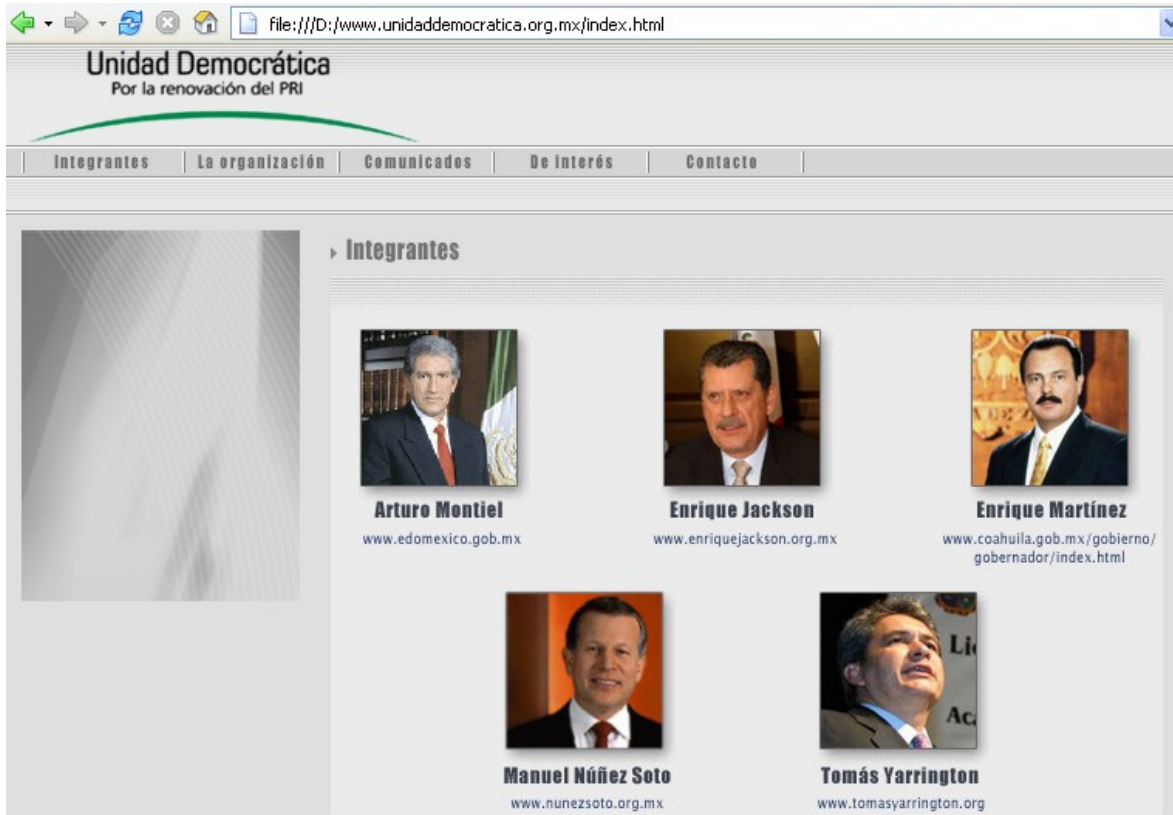 file:///D:/www.unidaddemocratica.org.mx/index.html
Unidad Democrática
Por la renovación del PRI
Integrantes
La organización
Comunicados
De interés
Contacto
Integrantes
Arturo Montiel
www.edomexico.gob.mx
Enrique Jackson
www.enriquejackson.org.mx
Enrique Martínez
www.coahuila.gob.mx/gobierno/
gobernador/index.html
Manuel Núñez Soto
www.nunezsoto.org.mx
Tomás Yarrington
www.tomasyarrington.org